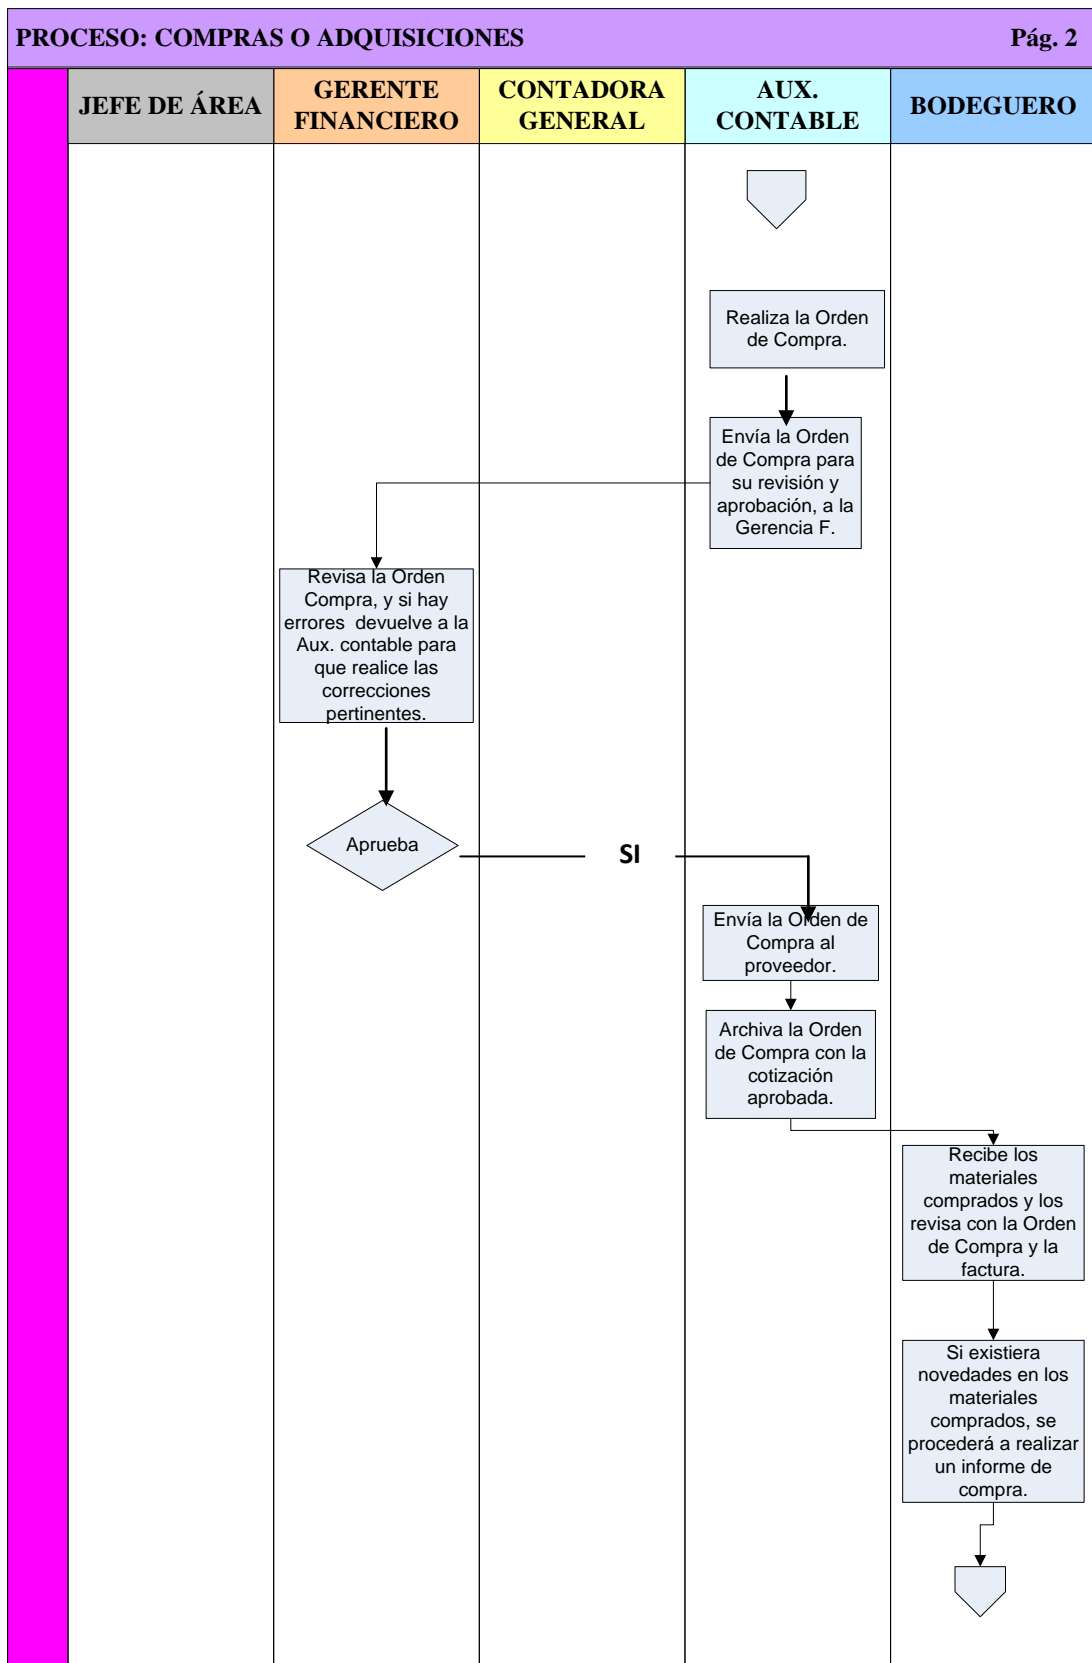 PROCESO: COMPRAS O ADQUISICIONES Pág. 2
JEFE DE ÁREA
GERENTE
FINANCIERO
CONTADORA
GENERAL
AUX.
CONTABLE
BODEGUERO
Realiza la Orden
de Compra.
Envía la Orden
de Compra para
su revisión y
aprobación, a la
Gerencia F.
Revisa la Orden
Compra, y si hay
errores  devuelve a la
Aux. contable para
que realice las
correcciones
pertinentes.
Aprueba
SI
Envía la Orden de
Compra al
proveedor.
Archiva la Orden
de Compra con la
cotización
aprobada.
Recibe los
materiales
comprados y los
revisa con la Orden
de Compra y la
factura.
Si existiera
novedades en los
materiales
comprados, se
procederá a realizar
un informe de
compra.